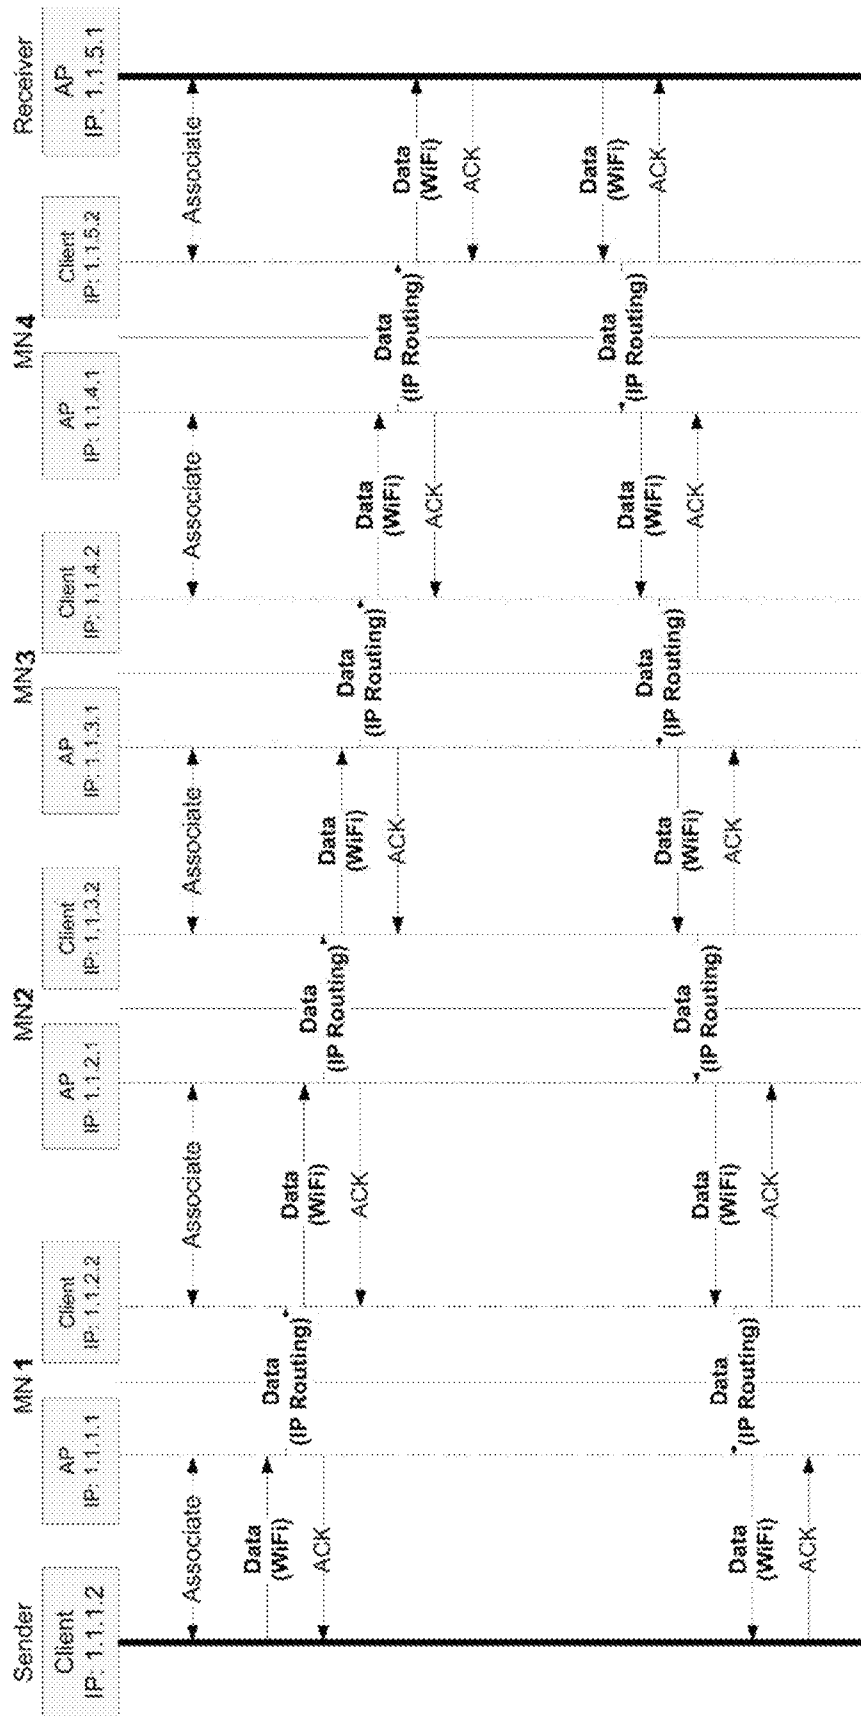 Sender
MN1
MN2
MN3
MN4
Receiver
Client
IP: 1.1.1.2
AP
IP: 1.1.1.1
Client
IP: 1.1.2.2
AP
IP: 1.1.2.1
Client
IP: 1.1.3.2
AP
IP: 1.1.3.1
Client
IP: 1.1.4.2
AP
IP: 1.1.4.1
Client
IP: 1.1.5.2
AP
IP: 1.1.5.1
Associate
Associate
Associate
Associate
Associate
Data
(WiFi)
Data
(IP Routing)
ACK
Data
(WiFi)
Data
(IP Routing)
ACK
Data
(WiFi)
Data
(IP Routing)
ACK
Data
(WiFi)
Data
(IP Routing)
ACK
Data
(WiFi)
ACK
Data
(WiFi)
Data
(IP Routing)
ACK
Data
(WiFi)
Data
(IP Routing)
ACK
Data
(WiFi)
Data
(IP Routing)
ACK
Data
(WiFi)
Data
(IP Routing)
ACK
Data
(WiFi)
ACK